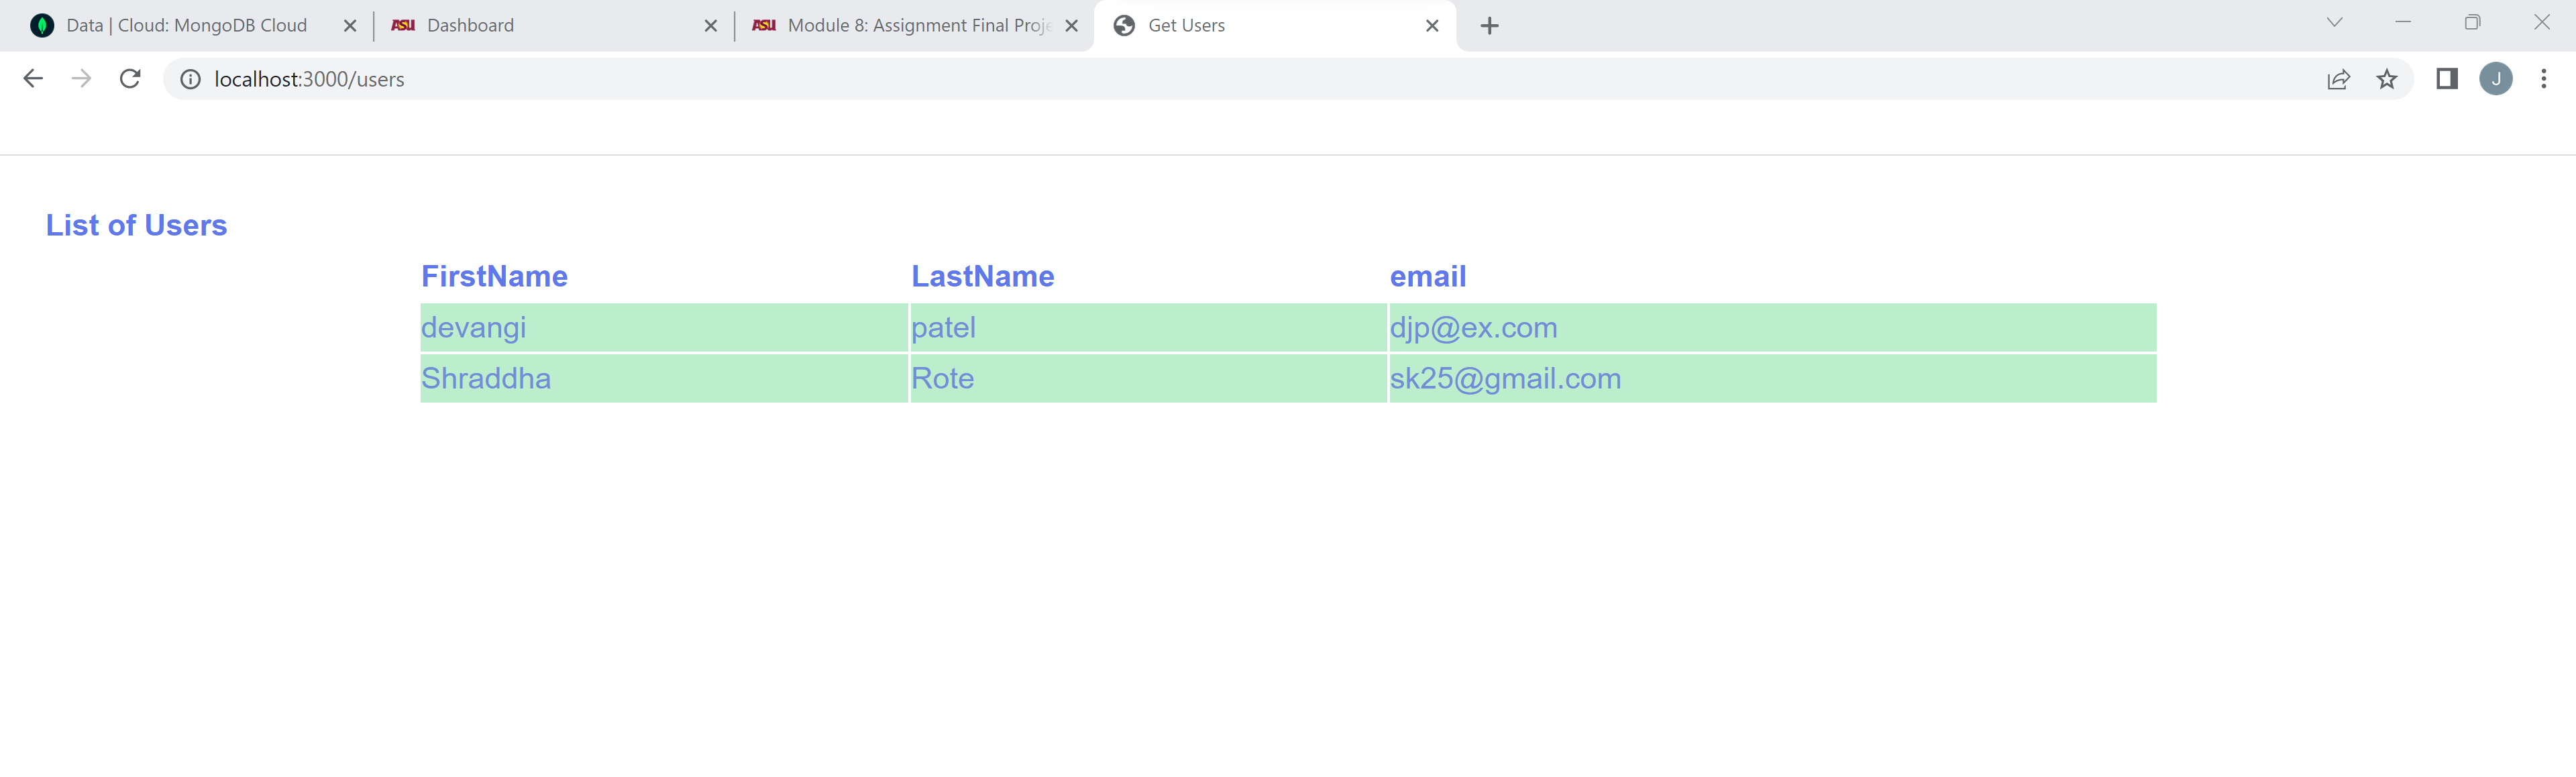 Data | Cloud: MongoDB Cloud
ASU Dashboard
ASU Module 8: Assignment Final Proje
Get Users
localhost:3000/users
J
List of Users
FirstName LastName email
devangi patel djp@ex.com
Shraddha Rote sk25@gmail.com